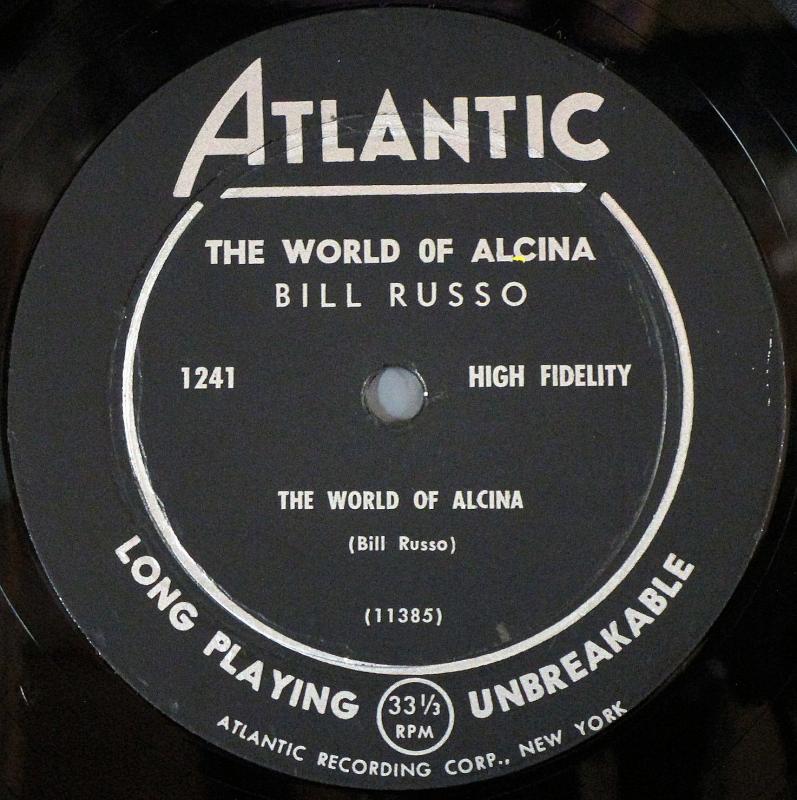 ATLANTIC
THE WORLD OF ALCINA
BILL RUSSO
1241 HIGH FIDELITY
THE WORLD OF ALCINA
(Bill Russo)
(11385)
LONG PLAYING 33 1/3 RPM UNBREAKABLE
ATLANTIC RECORDING CORP., NEW YORK